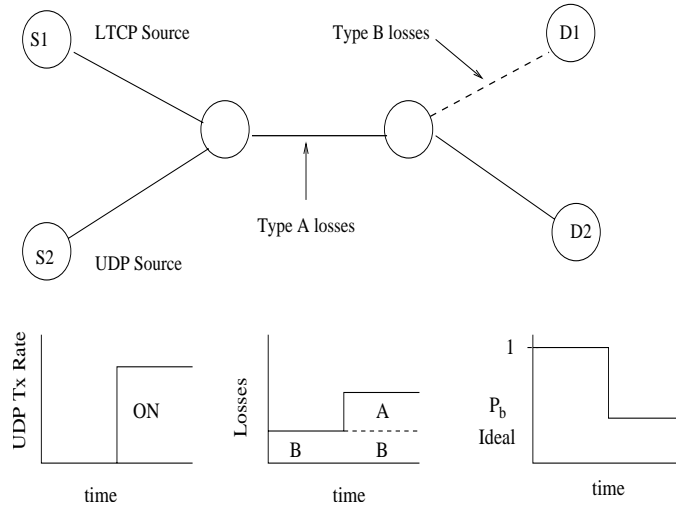 S1
LTCP Source
Type B losses
D1
Type A losses
S2
UDP Source
D2
UDP Tx Rate
ON
time
Losses
A
B
B
time
1
P_b
Ideal
time